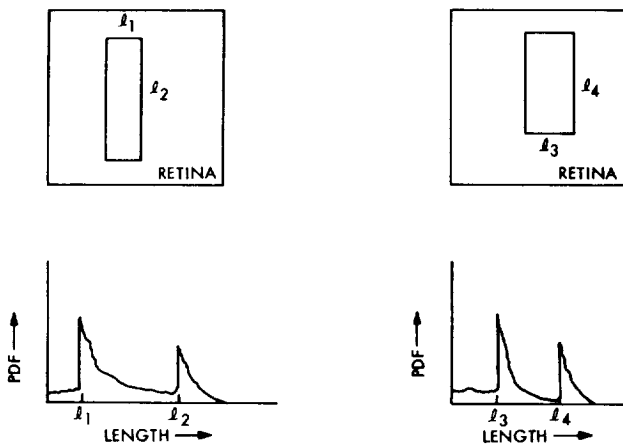 ℓ1
ℓ2
RETINA
ℓ4
ℓ3
RETINA
PDF
ℓ1 ℓ2
LENGTH
PDF
ℓ3 ℓ4
LENGTH